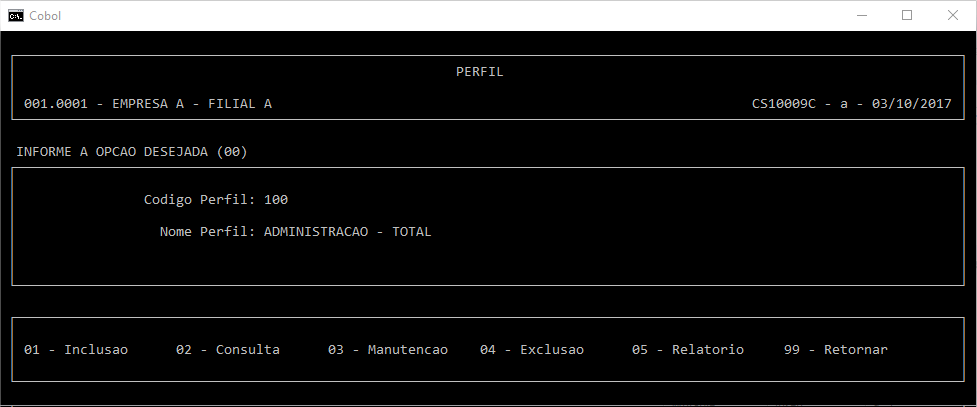 Cobol
PERFIL
001.0001 - EMPRESA A - FILIAL A CS10009C - a - 03/10/2017
INFORME A OPCAO DESEJADA (00)
Codigo Perfil: 100
Nome Perfil: ADMINISTRACAO - TOTAL
01 - Inclusao 02 - Consulta 03 - Manutencao 04 - Exclusao 05 - Relatorio 99 - Retornar